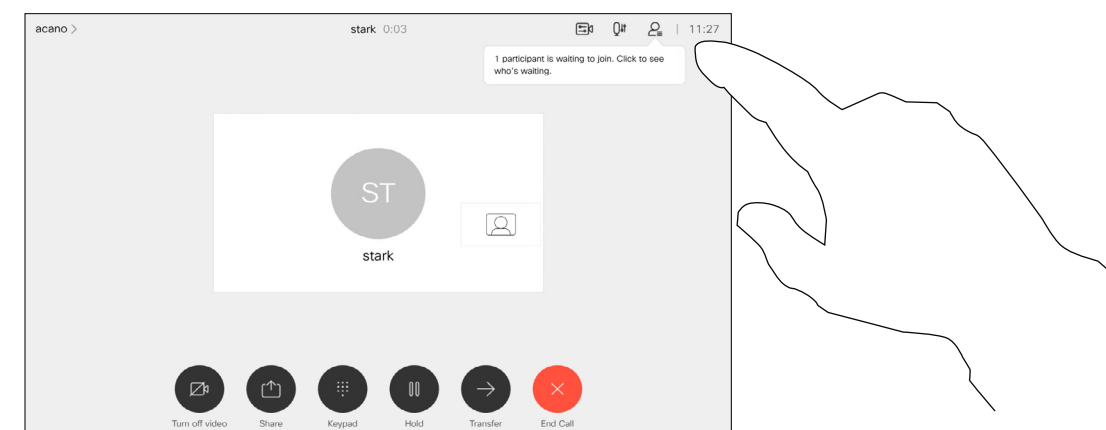 acano >
stark 0:03
11:27
1 participant is waiting to join. Click to see
who's waiting.
ST
stark
Turn off video
Share
Keypad
Hold
Transfer
End Call